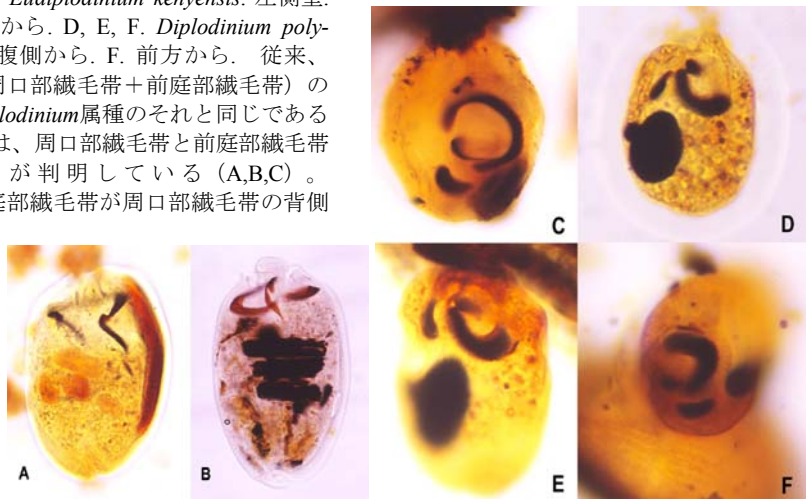 Eudiplodinium kenyensis. 左側望.
から. D, E, F. Diplodinium poly-
腹側から. F. 前方から. 従来、
周口部繊毛帯+前庭部繊毛帯)の
plodinium属種のそれと同じである
は、周口部繊毛帯と前庭部繊毛帯
が判明している(A,B,C)。
庭部繊毛帯が周口部繊毛帯の背側
C
D
A
B
E
F